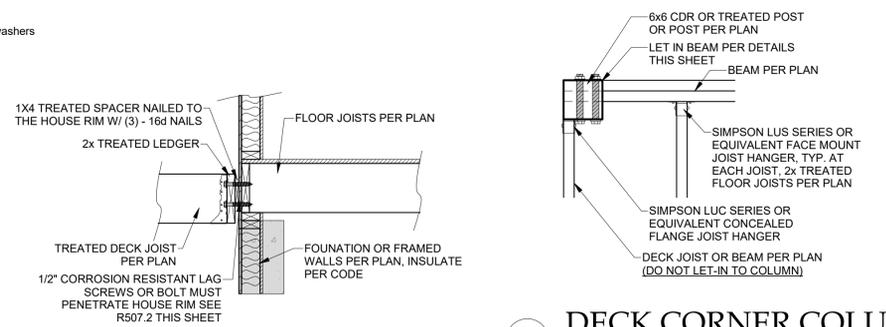 1X4 TREATED SPACER NAILED TO
THE HOUSE RIM W/ (3) - 16d NAILS
2x TREATED LEDGER
FLOOR JOISTS PER PLAN
TREATED DECK JOIST
PER PLAN
1/2" CORROSION RESISTANT LAG
SCREWS OR BOLT MUST
PENETRATE HOUSE RIM SEE
R507.2 THIS SHEET
FOUNATION OR FRAMED
WALLS PER PLAN, INSULATE
PER CODE
6x6 CDR OR TREATED POST
OR POST PER PLAN
LET IN BEAM PER DETAILS
THIS SHEET
BEAM PER PLAN
SIMPSON LUS SERIES OR
EQUIVALENT FACE MOUNT
JOIST HANGER, TYP. AT
EACH JOIST, 2x TREATED
FLOOR JOISTS PER PLAN
SIMPSON LUC SERIES OR
EQUIVALENT CONCEALED
FLANGE JOIST HANGER
DECK JOIST OR BEAM PER PLAN
(DO NOT LET-IN TO COLUMN)
DECK CORNER